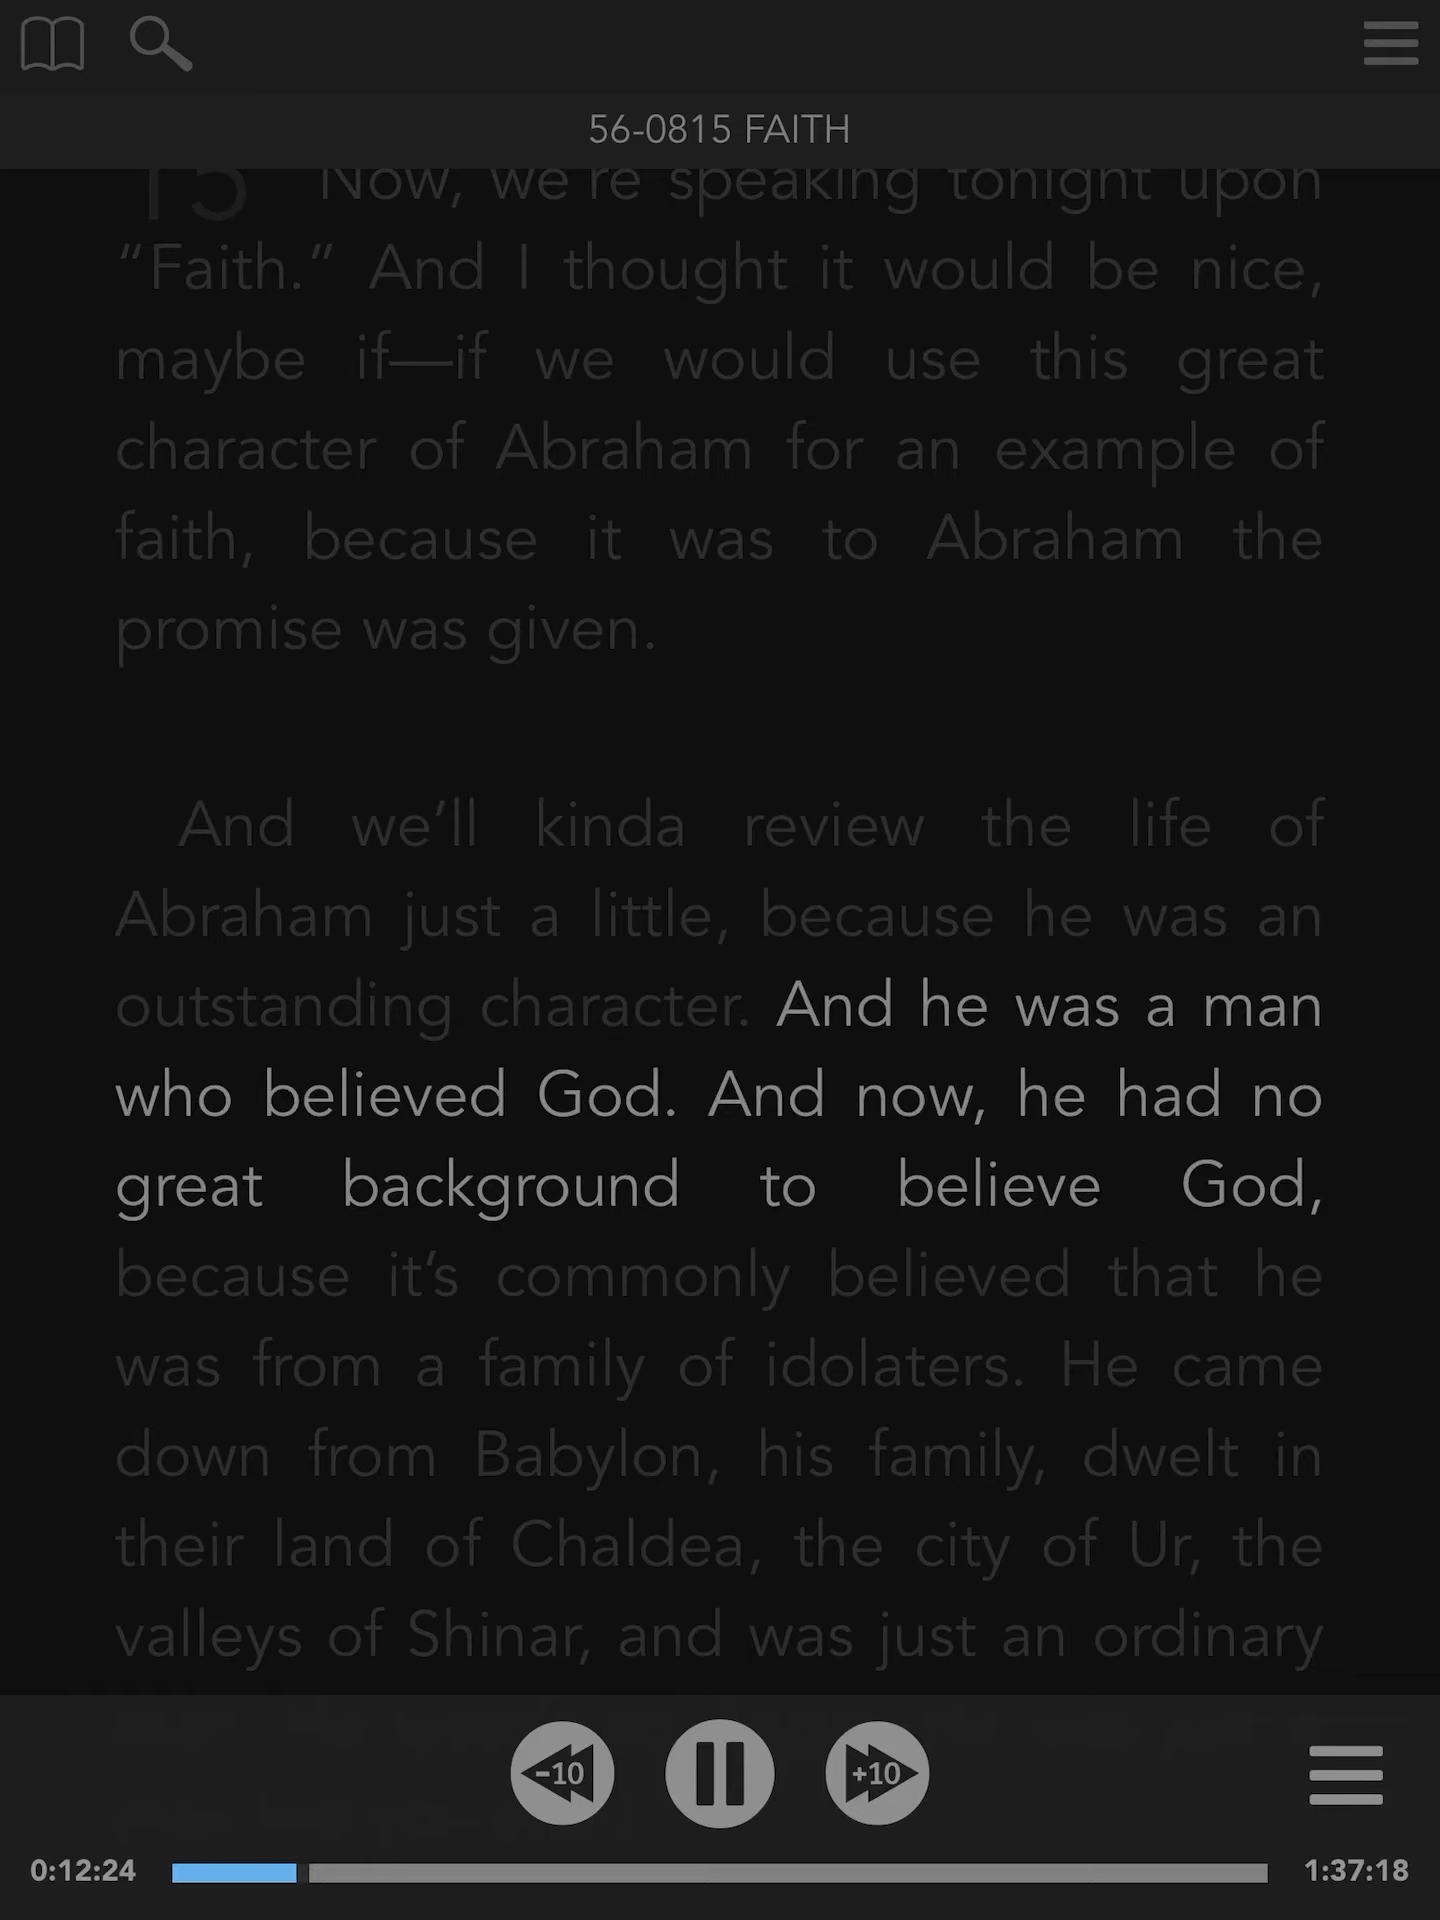 56-0815 FAITH
15 Now, we're speaking tonight upon
“Faith.” And I thought it would be nice,
maybe if—if we would use this great
character of Abraham for an example of
faith, because it was to Abraham the
promise was given.
And we’ll kinda review the life of
Abraham just a little, because he was an
outstanding character. And he was a man
who believed God. And now, he had no
great background to believe God,
because it’s commonly believed that he
was from a family of idolaters. He came
down from Babylon, his family, dwelt in
their land of Chaldea, the city of Ur, the
valleys of Shinar, and was just an ordinary
-10
+10
0:12:24
1:37:18